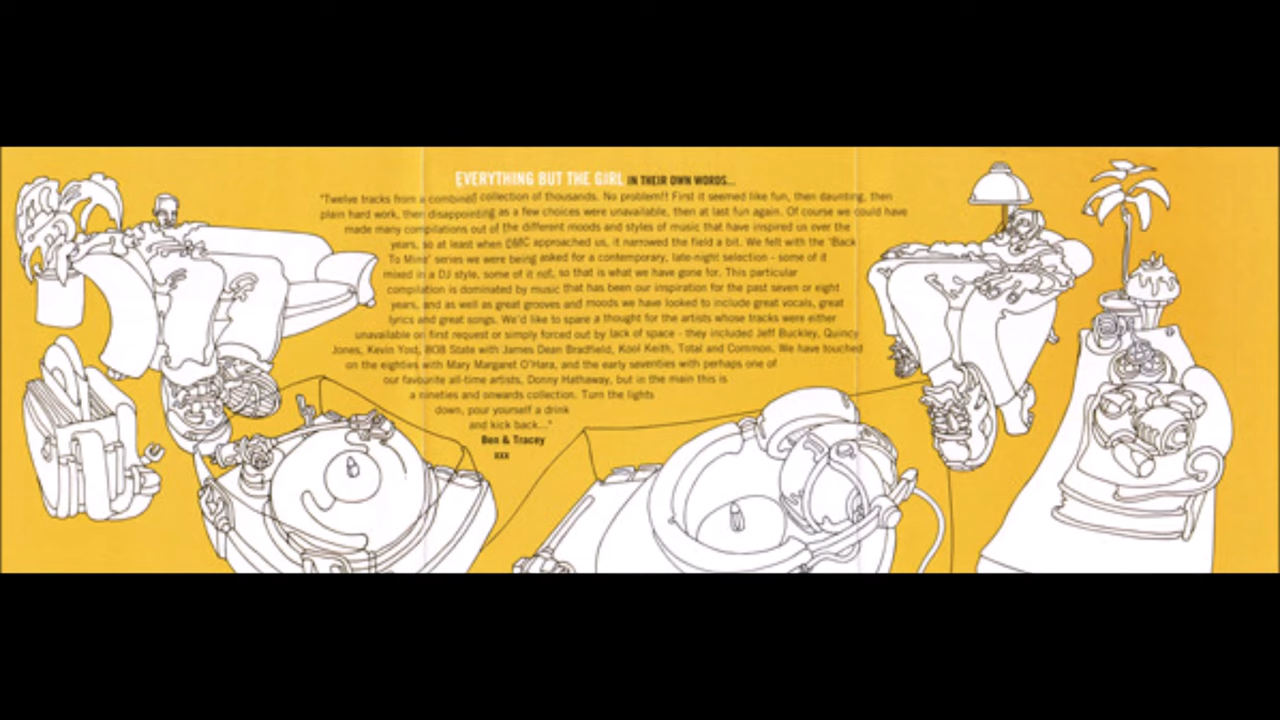 EVERYTHING BUT THE GIRL IN THEIR OWN WORDS...
"Twelve tracks from a combined collection of thousands. No problem!! First it seemed like fun, then daunting, then
plain hard work, then disappointing as a few choices were unavailable, then at last fun again. Of course we could have
made many compilations out of the different moods and styles of music that have inspired us over the
years, so at least when DMC approached us, it narrowed the field a bit. We felt with the 'Back
To Mine' series we were being asked for a contemporary, late-night selection - some of it
mixed in a DJ style, some of it not, so that is what we have gone for. This particular
compilation is dominated by music that has been our inspiration for the past seven or eight
years, and as well as great grooves and moods we have looked to include great vocals, great
lyrics and great songs. We'd like to spare a thought for the artists whose tracks were either
unavailable on first request or simply forced out by lack of space - they included Jeff Buckley, Quincy
Jones, Kevin Yost, 808 State with James Dean Bradfield, Kool Keith, Total and Common. We have touched
on the eighties with Mary Margaret O'Hara, and the early seventies with perhaps one of
our favourite all-time artists, Donny Hathaway, but in the main this is
a nineties and onwards collection. Turn the lights
down, pour yourself a drink
and kick back..."
Ben & Tracey
xxx